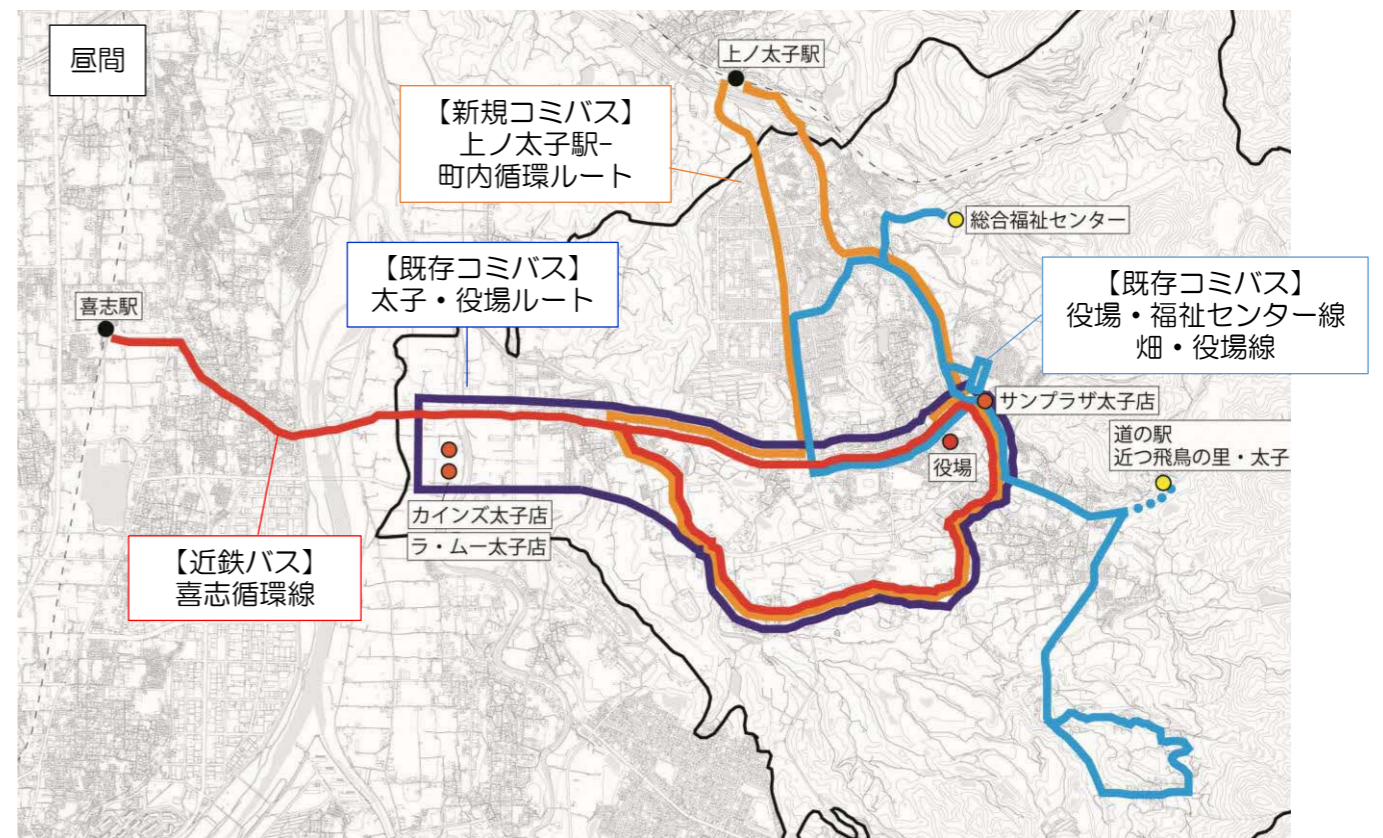 昼間
上ノ太子駅
【新規コミバス】
上ノ太子駅-
町内循環ルート
総合福祉センター
【既存コミバス】
太子・役場ルート
【既存コミバス】
役場・福祉センター線
畑・役場線
喜志駅
サンプラザ太子店
道の駅
近つ飛鳥の里・太子
役場
カインズ太子店
ラ・ムー太子店
【近鉄バス】
喜志循環線